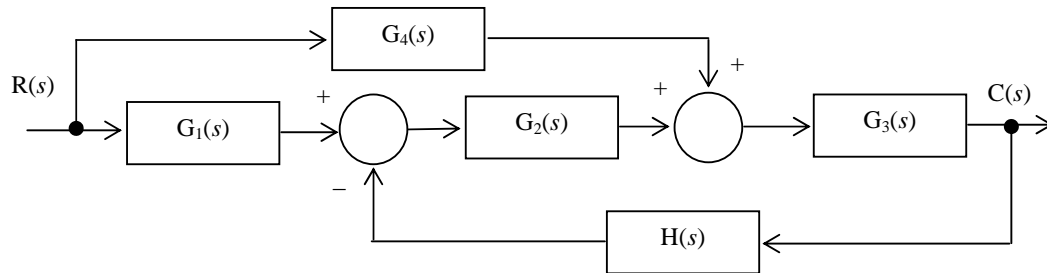 G₄(s)
R(s)
+
C(s)
+
+
G₁(s)
G₂(s)
G₃(s)
−
H(s)